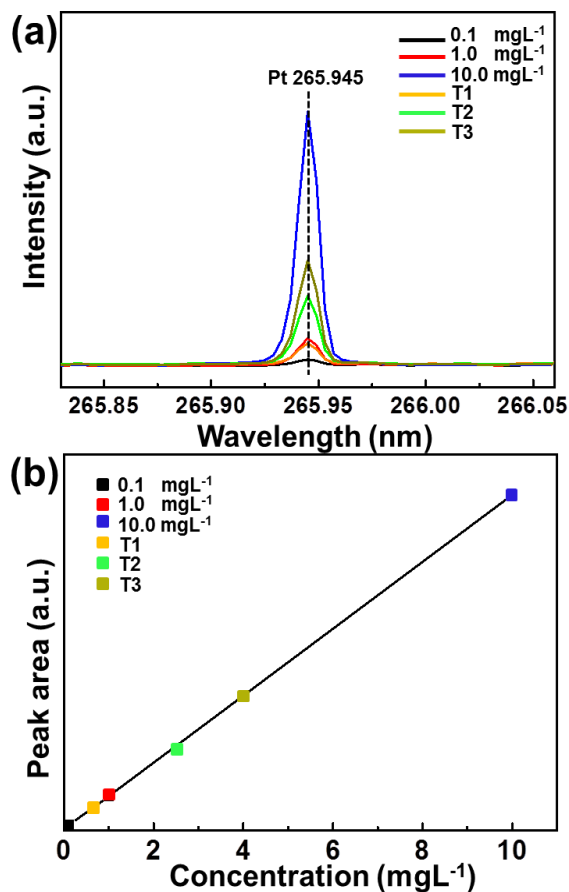 (a)
Pt 265.945
0.1 mgL⁻¹
1.0 mgL⁻¹
10.0 mgL⁻¹
T1
T2
T3
Intensity (a.u.)
265.85 265.90 265.95 266.00 266.05
Wavelength (nm)
(b)
0.1 mgL⁻¹
1.0 mgL⁻¹
10.0 mgL⁻¹
T1
T2
T3
Peak area (a.u.)
0 2 4 6 8 10
Concentration (mgL⁻¹)